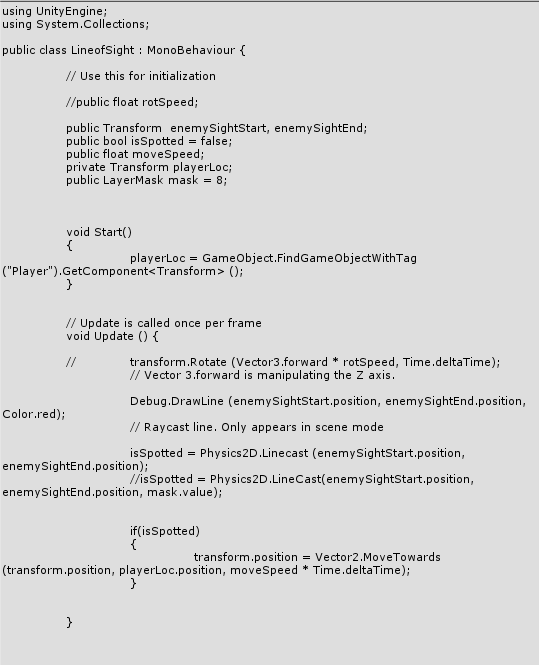 using UnityEngine;
using System.Collections;
public class LineofSight : MonoBehaviour {
// Use this for initialization
//public float rotSpeed;
public Transform  enemySightStart, enemySightEnd;
public bool isSpotted = false;
public float moveSpeed;
private Transform playerLoc;
public LayerMask mask = 8;
void Start()
{
playerLoc = GameObject.FindGameObjectWithTag
("Player").GetComponent<Transform> ();
}
// Update is called once per frame
void Update () {
// transform.Rotate (Vector3.forward * rotSpeed, Time.deltaTime);
// Vector 3.forward is manipulating the Z axis.
Debug.DrawLine (enemySightStart.position, enemySightEnd.position,
Color.red);
// Raycast line. Only appears in scene mode
isSpotted = Physics2D.Linecast (enemySightStart.position,
enemySightEnd.position);
//isSpotted = Physics2D.LineCast(enemySightStart.position,
enemySightEnd.position, mask.value);
if(isSpotted)
{
transform.position = Vector2.MoveTowards
(transform.position, playerLoc.position, moveSpeed * Time.deltaTime);
}
}